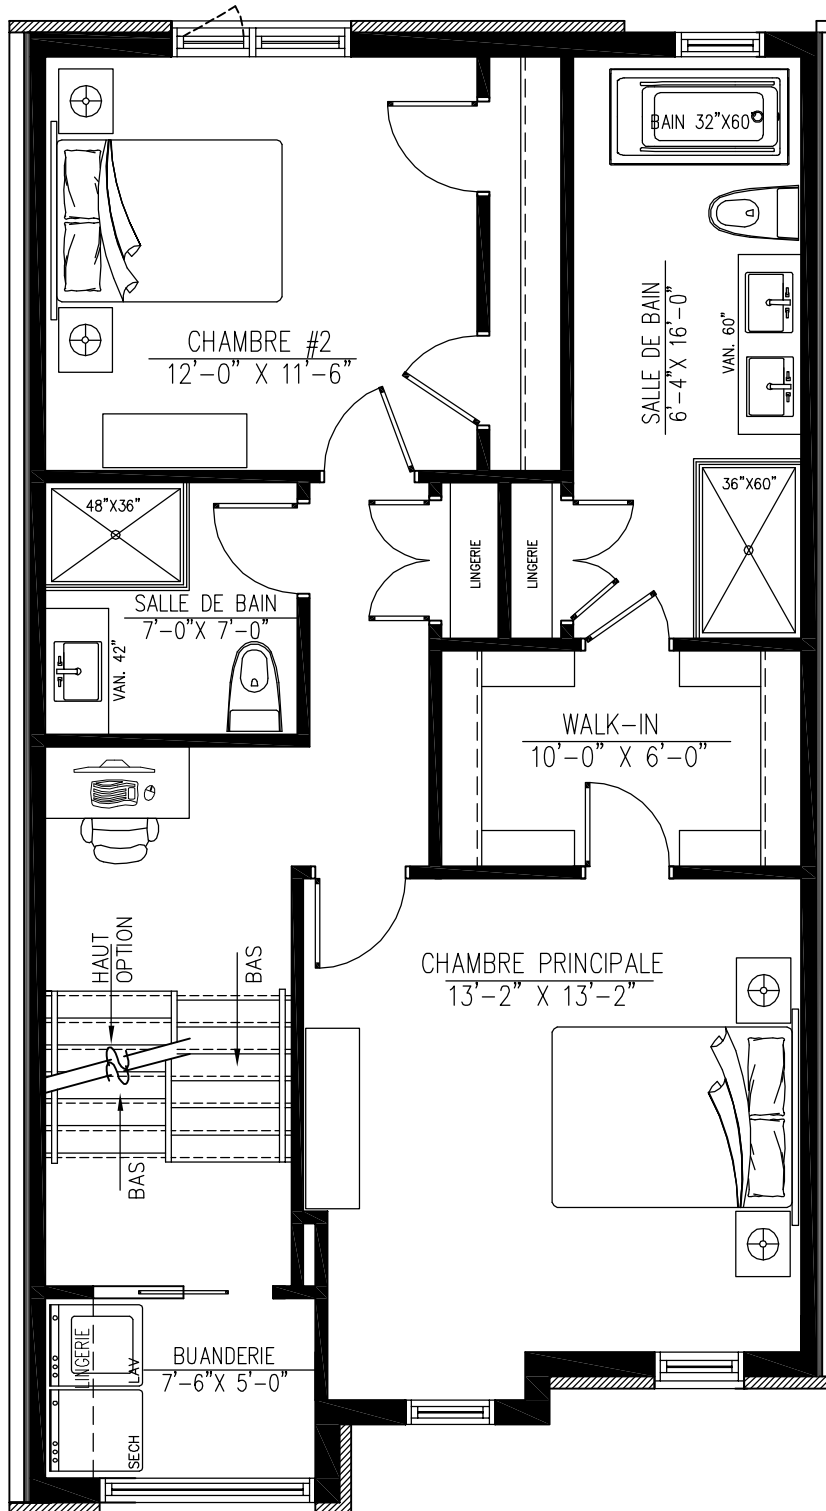 BAIN 32"X60"
CHAMBRE #2
12'-0" X 11'-6"
SALLE DE BAIN
6'-4" X 16'-0"
VAN. 60"
48"X36"
36"X60"
LINGERIE
LINGERIE
SALLE DE BAIN
7'-0"X 7'-0"
VAN. 42"
WALK-IN
10'-0" X 6'-0"
HAUT
OPTION
BAS
CHAMBRE PRINCIPALE
13'-2" X 13'-2"
BAS
LINGERIE
LAV
BUANDERIE
7'-6"X 5'-0"
SECH